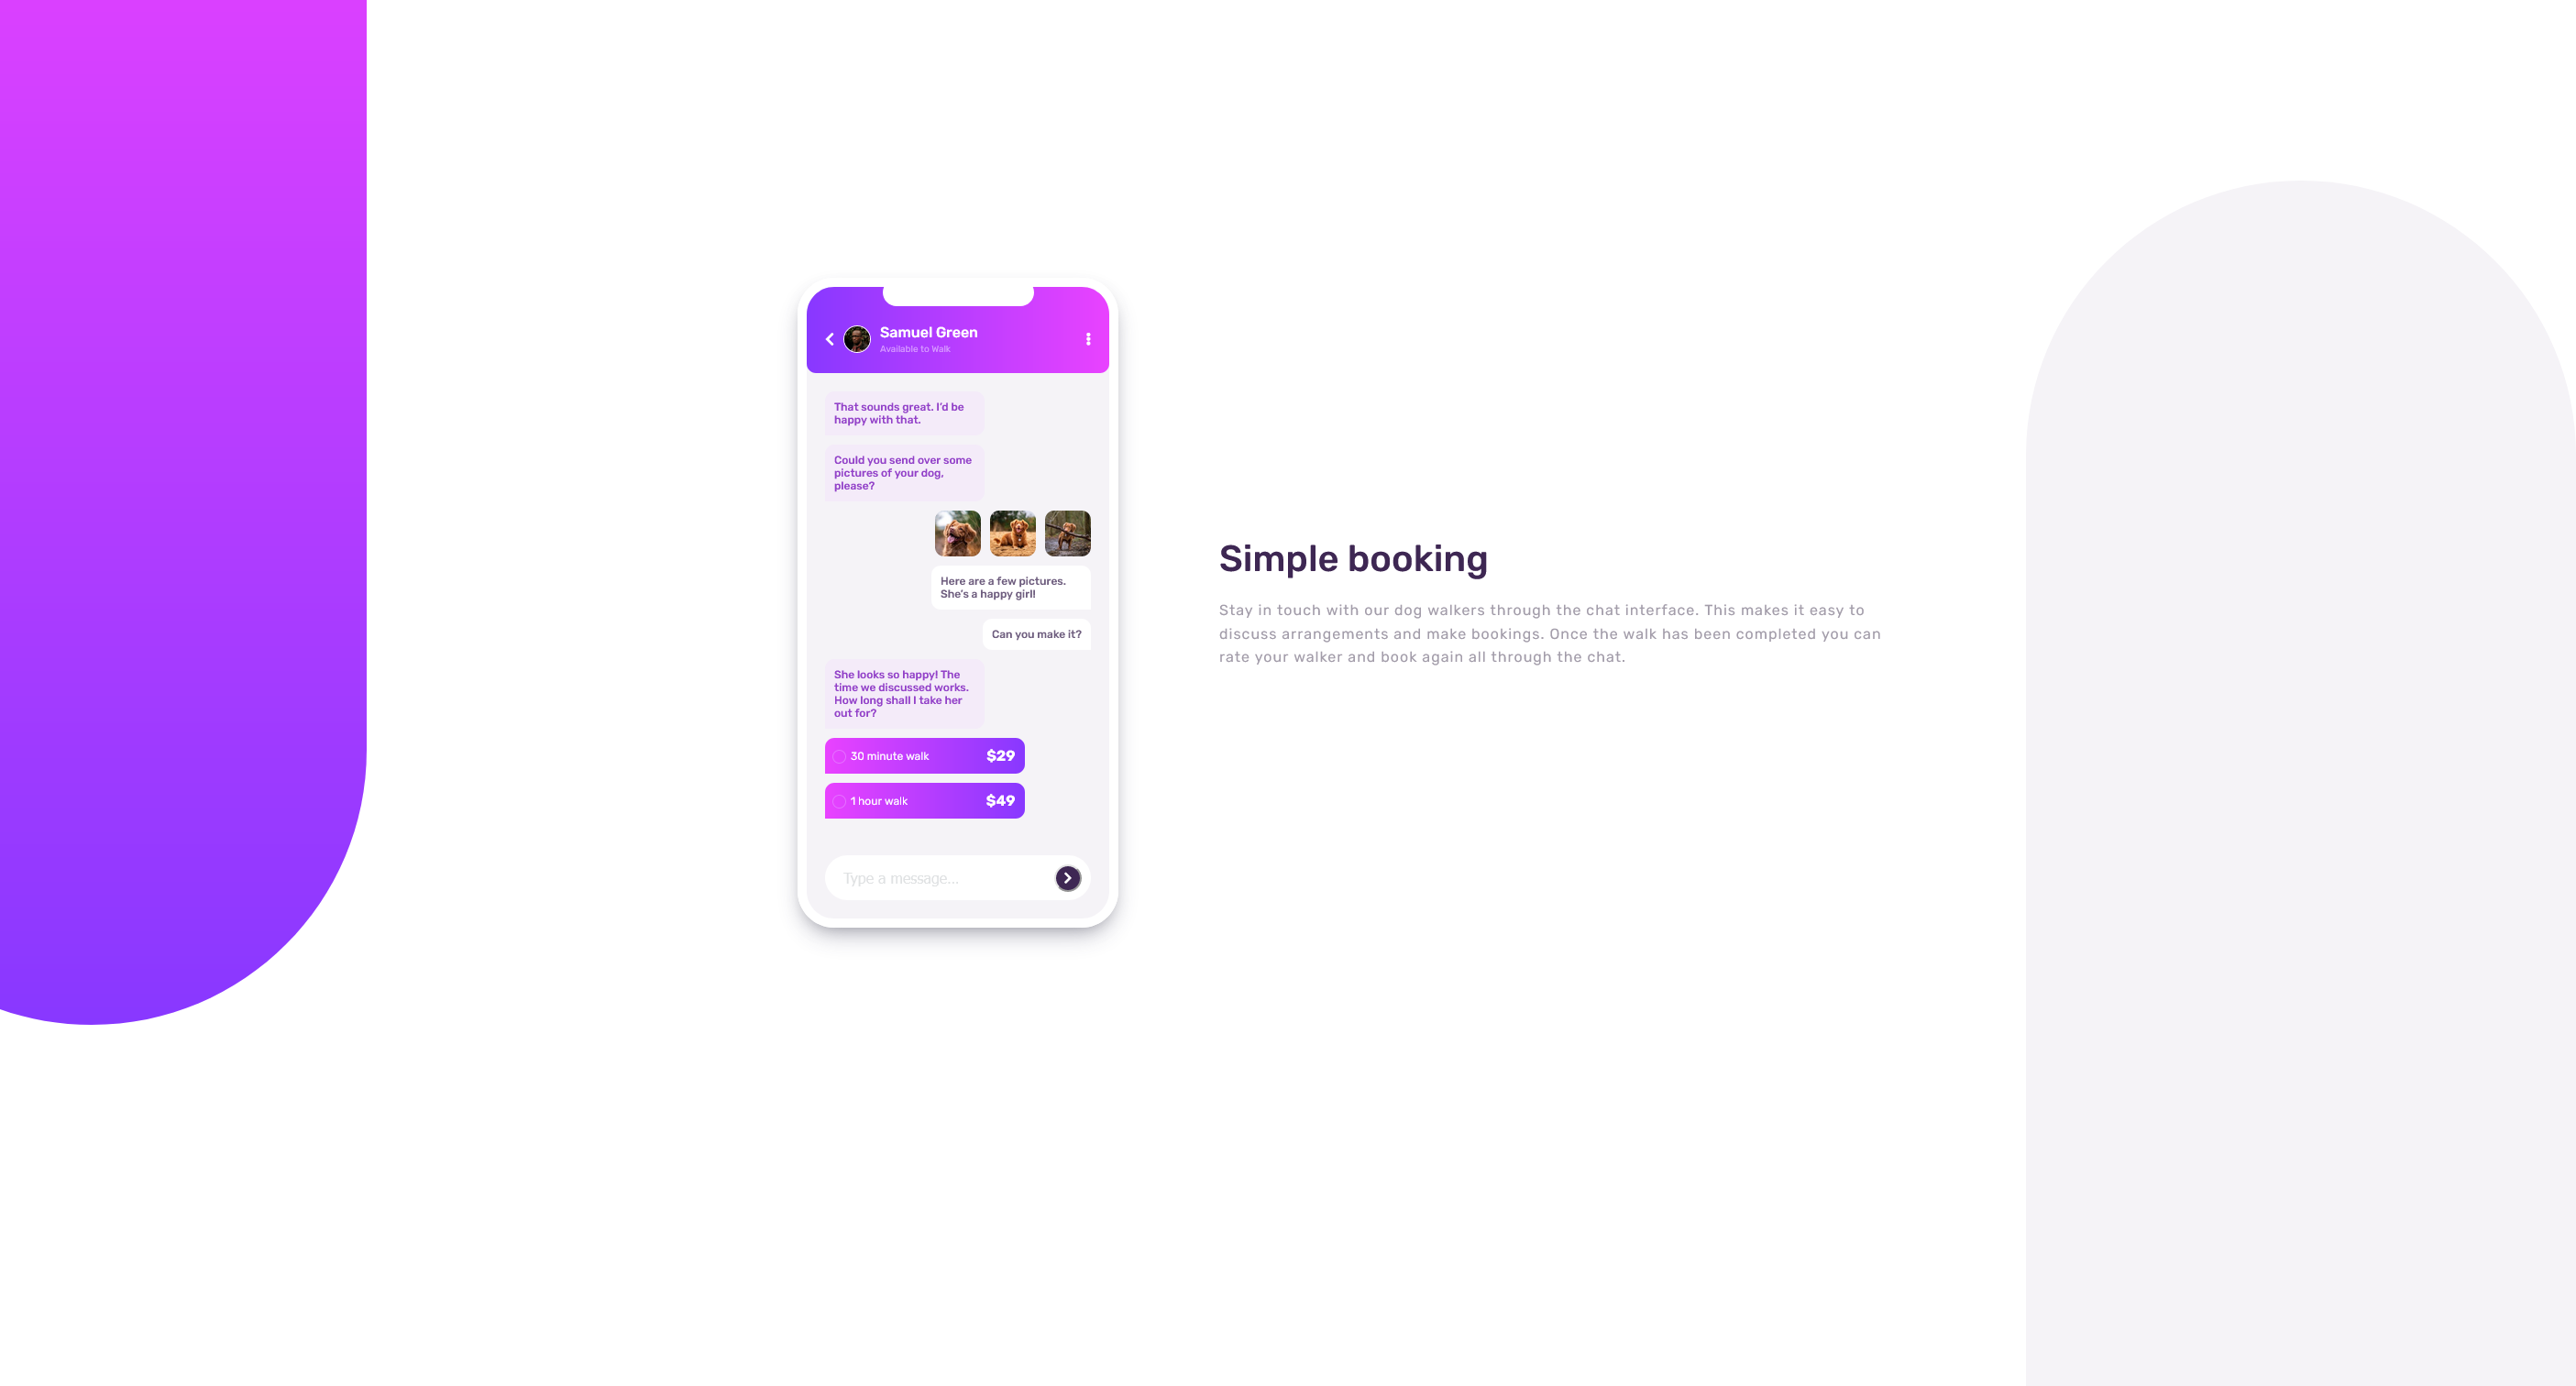 Samuel Green
Available to Walk
That sounds great. I’d be
happy with that.
Could you send over some
pictures of your dog,
please?
Here are a few pictures.
She’s a happy girl!
Can you make it?
She looks so happy! The
time we discussed works.
How long shall I take her
out for?
30 minute walk $29
1 hour walk $49
Type a message...
Simple booking
Stay in touch with our dog walkers through the chat interface. This makes it easy to
discuss arrangements and make bookings. Once the walk has been completed you can
rate your walker and book again all through the chat.